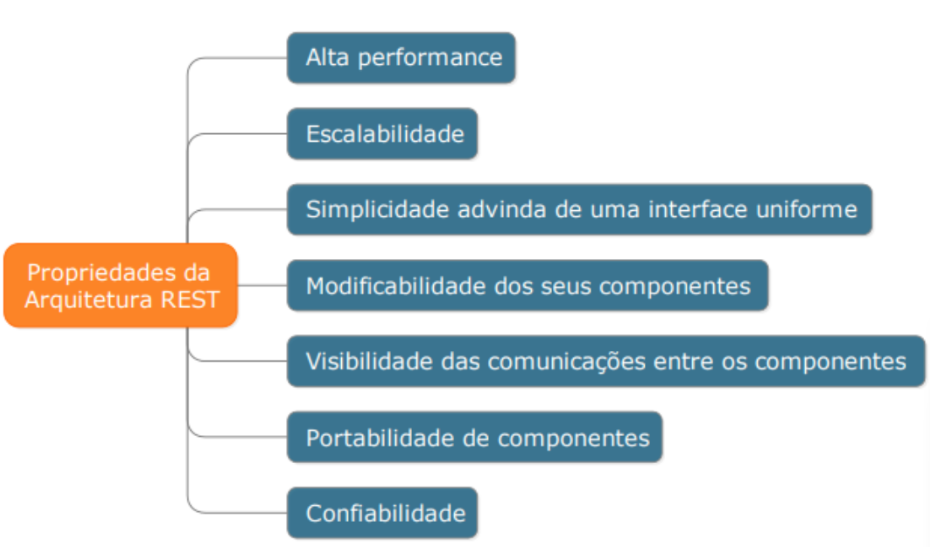 Alta performance
Escalabilidade
Simplicidade advinda de uma interface uniforme
Propriedades da
Arquitetura REST
Modificabilidade dos seus componentes
Visibilidade das comunicações entre os componentes
Portabilidade de componentes
Confiabilidade